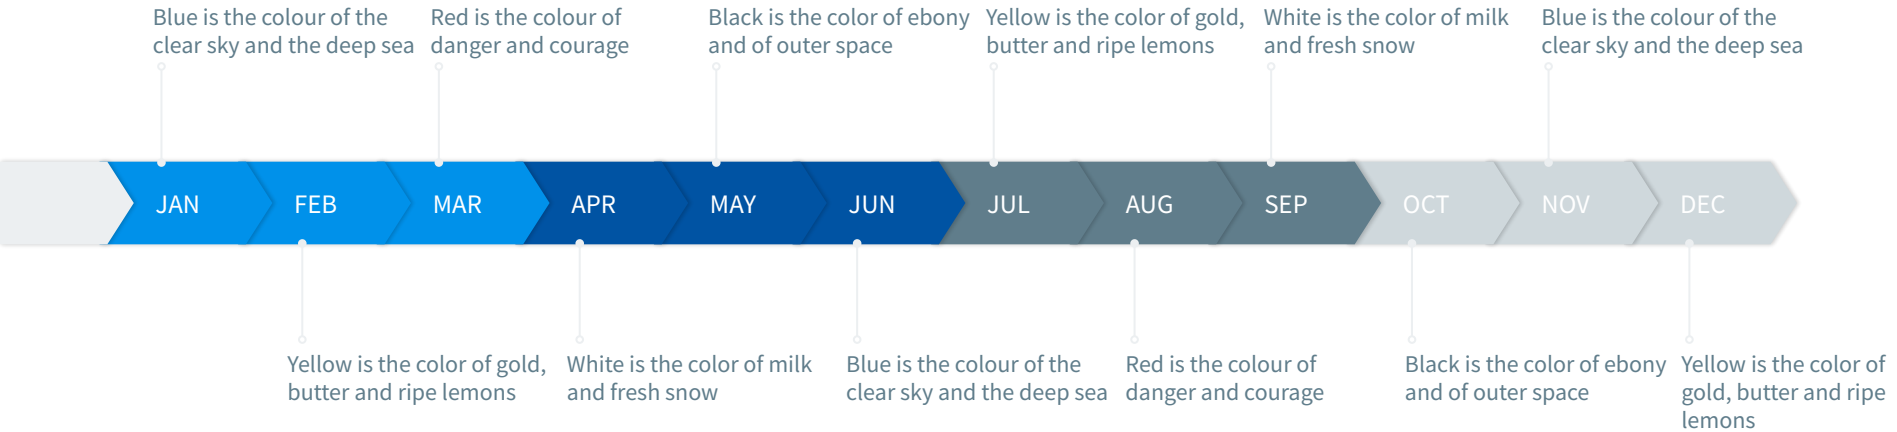 Blue is the colour of the
clear sky and the deep sea
Red is the colour of
danger and courage
Black is the color of ebony
and of outer space
Yellow is the color of gold,
butter and ripe lemons
White is the color of milk
and fresh snow
Blue is the colour of the
clear sky and the deep sea
JAN
FEB
MAR
APR
MAY
JUN
JUL
AUG
SEP
OCT
NOV
DEC
Yellow is the color of gold,
butter and ripe lemons
White is the color of milk
and fresh snow
Blue is the colour of the
clear sky and the deep sea
Red is the colour of
danger and courage
Black is the color of ebony
and of outer space
Yellow is the color of
gold, butter and ripe
lemons